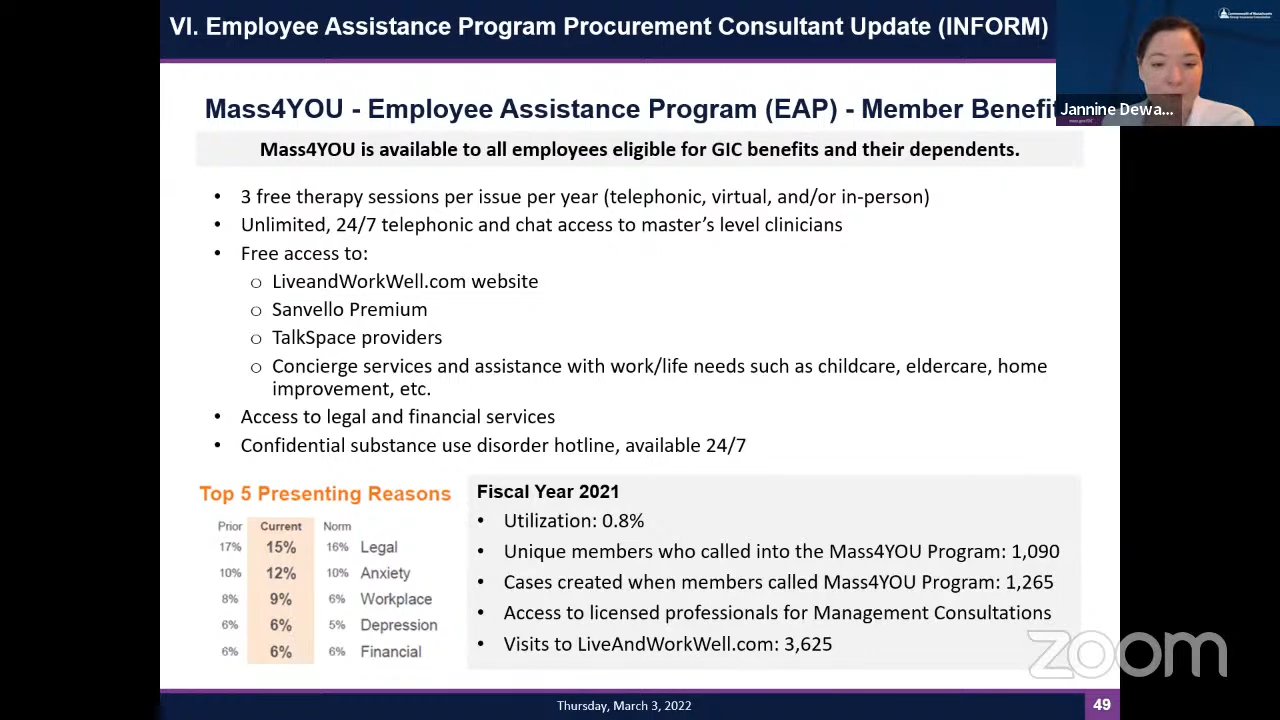 VI. Employee Assistance Program Procurement Consultant Update (INFORM)
Jannine Dewa...
Mass4YOU - Employee Assistance Program (EAP) - Member Benefit
Mass4YOU is available to all employees eligible for GIC benefits and their dependents.
• 3 free therapy sessions per issue per year (telephonic, virtual, and/or in-person)
• Unlimited, 24/7 telephonic and chat access to master’s level clinicians
• Free access to:
o LiveandWorkWell.com website
o Sanvello Premium
o TalkSpace providers
o Concierge services and assistance with work/life needs such as childcare, eldercare, home
improvement, etc.
• Access to legal and financial services
• Confidential substance use disorder hotline, available 24/7
Top 5 Presenting Reasons
Prior Current Norm
17% 15% 16% Legal
10% 12% 10% Anxiety
8% 9% 6% Workplace
6% 6% 5% Depression
6% 6% 6% Financial
Fiscal Year 2021
• Utilization: 0.8%
• Unique members who called into the Mass4YOU Program: 1,090
• Cases created when members called Mass4YOU Program: 1,265
• Access to licensed professionals for Management Consultations
• Visits to LiveAndWorkWell.com: 3,625
zoom
Thursday, March 3, 2022
49